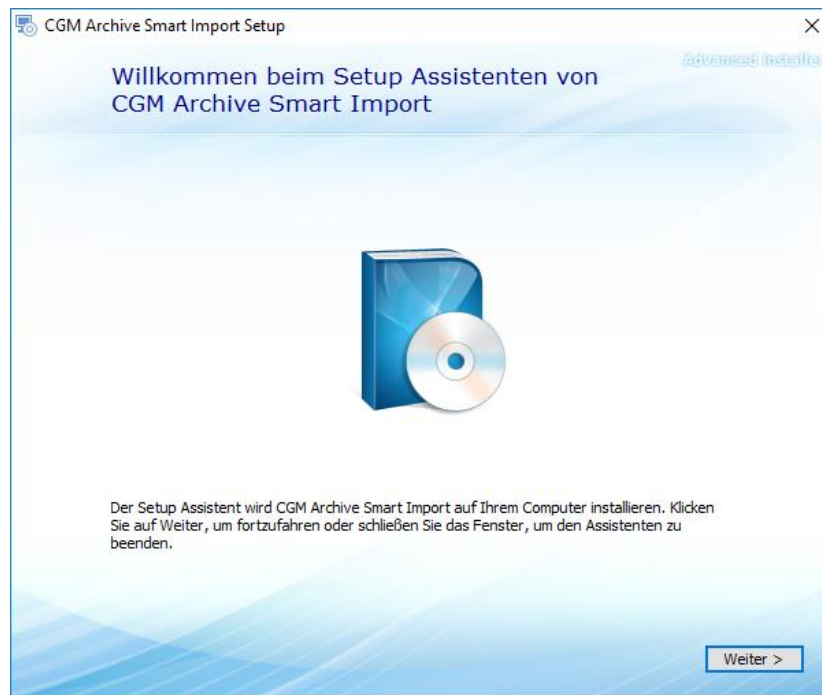 CGM Archive Smart Import Setup
Advanced Installer
Willkommen beim Setup Assistenten von
CGM Archive Smart Import
Der Setup Assistent wird CGM Archive Smart Import auf Ihrem Computer installieren. Klicken
Sie auf Weiter, um fortzufahren oder schließen Sie das Fenster, um den Assistenten zu
beenden.
Weiter >